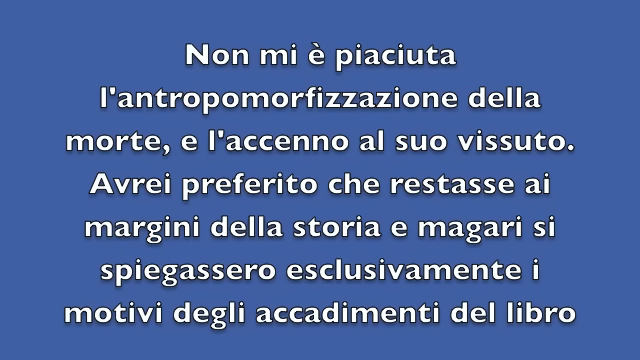 Non mi è piaciuta
l'antropomorfizzazione della
morte, e l'accenno al suo vissuto.
Avrei preferito che restasse ai
margini della storia e magari si
spiegassero esclusivamente i
motivi degli accadimenti del libro